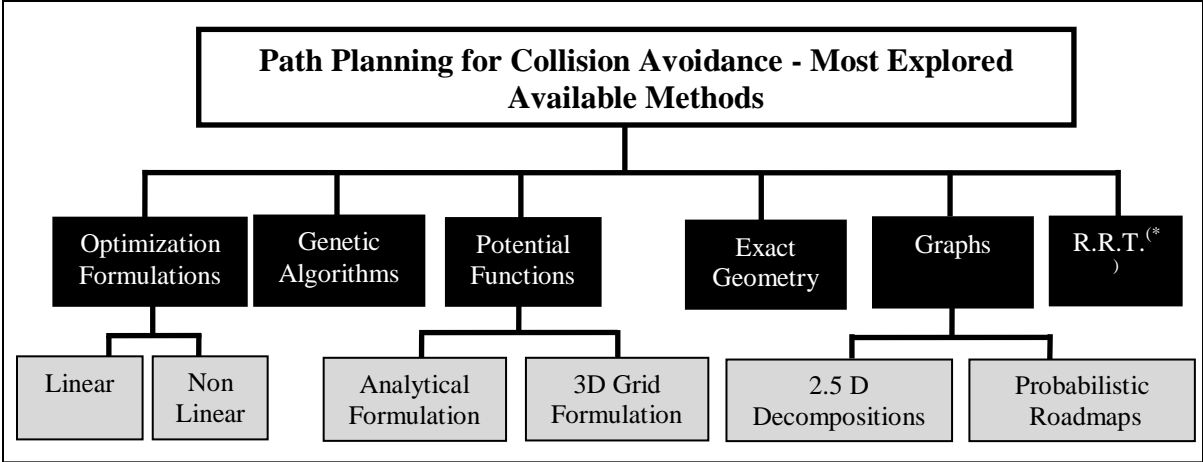 Path Planning for Collision Avoidance - Most Explored
Available Methods
Optimization
Formulations
Genetic
Algorithms
Potential
Functions
Exact
Geometry
Graphs
R.R.T.(*
)
Linear
Non
Linear
Analytical
Formulation
3D Grid
Formulation
2.5 D
Decompositions
Probabilistic
Roadmaps